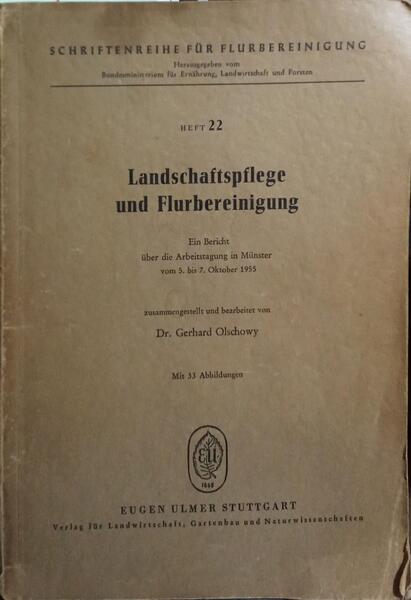 SCHRIFTENREIHE FÜR FLURBEREINIGUNG
Herausgegeben vom
Bundesministerium für Ernährung, Landwirtschaft und Forsten
HEFT 22
Landschaftspflege
und Flurbereinigung
Ein Bericht
über die Arbeitstagung in Münster
vom 5. bis 7. Oktober 1955
zusammengestellt und bearbeitet von
Dr. Gerhard Olschowy
Mit 33 Abbildungen
EU
1868
EUGEN ULMER STUTTGART
Verlag für Landwirtschaft, Gartenbau und Naturwissenschaften